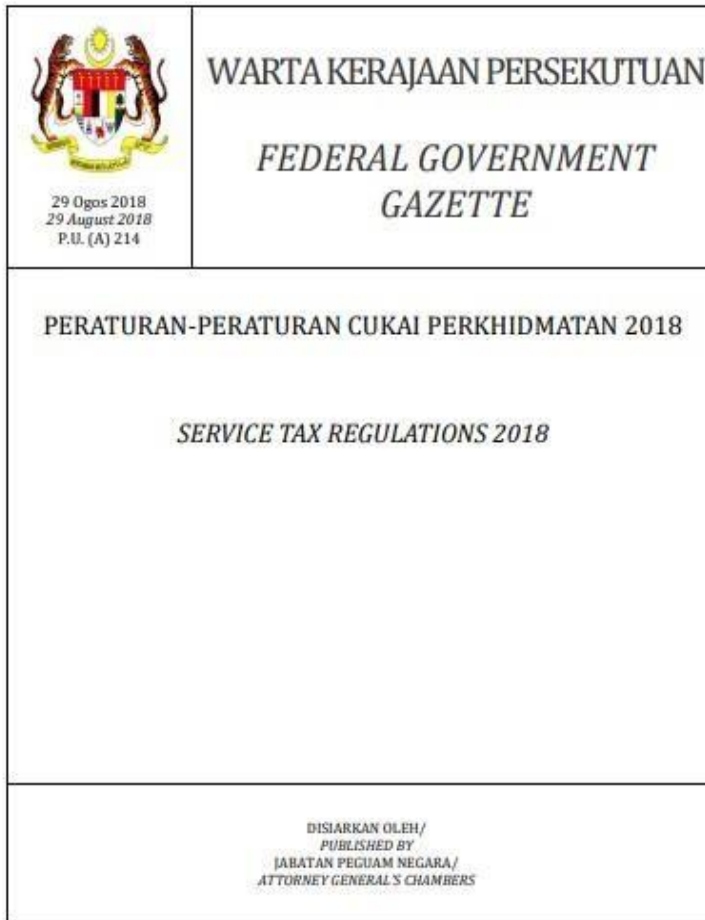 WARTA KERAJAAN PERSEKUTUAN
FEDERAL GOVERNMENT
GAZETTE
29 Ogos 2018
29 August 2018
P.U. (A) 214
PERATURAN-PERATURAN CUKAI PERKHIDMATAN 2018
SERVICE TAX REGULATIONS 2018
DISIARKAN OLEH/
PUBLISHED BY
JABATAN PEGUAM NEGARA/
ATTORNEY GENERAL'S CHAMBERS